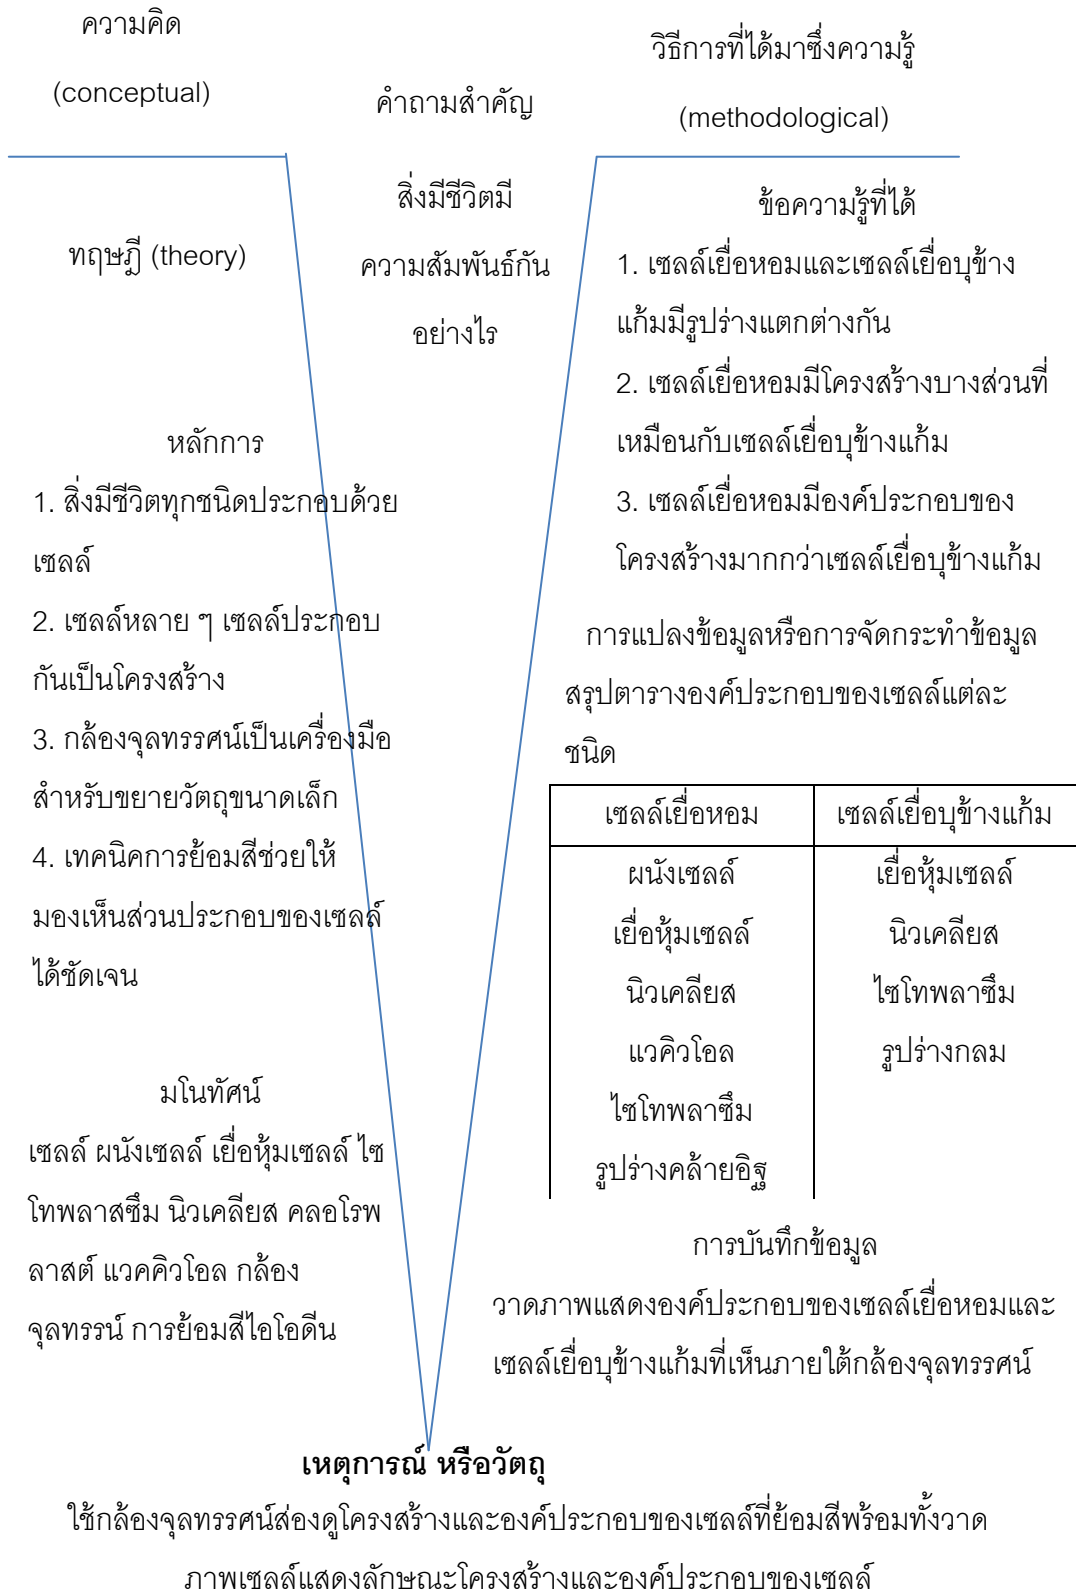 ความคิด
(conceptual)
คำถามสำคัญ
สิ่งมีชีวิตมี
ความสัมพันธ์กัน
อย่างไร
วิธีการที่ได้มาซึ่งความรู้
(methodological)
ทฤษฎี (theory)
หลักการ
1. สิ่งมีชีวิตทุกชนิดประกอบด้วย
เซลล์
2. เซลล์หลาย ๆ เซลล์ประกอบ
กันเป็นโครงสร้าง
3. กล้องจุลทรรศน์เป็นเครื่องมือ
สำหรับขยายวัตถุขนาดเล็ก
4. เทคนิคการย้อมสีช่วยให้
มองเห็นส่วนประกอบของเซลล์
ได้ชัดเจน
มโนทัศน์
เซลล์ ผนังเซลล์ เยื่อหุ้มเซลล์ ไซ
โทพลาสซึม นิวเคลียส คลอโรพ
ลาสต์ แวคคิวโอล กล้อง
จุลทรรน์ การย้อมสีไอโอดีน
ข้อความรู้ที่ได้
1. เซลล์เยื่อหอมและเซลล์เยื่อบุข้าง
แก้มมีรูปร่างแตกต่างกัน
2. เซลล์เยื่อหอมมีโครงสร้างบางส่วนที่
เหมือนกับเซลล์เยื่อบุข้างแก้ม
3. เซลล์เยื่อหอมมีองค์ประกอบของ
โครงสร้างมากกว่าเซลล์เยื่อบุข้างแก้ม
การแปลงข้อมูลหรือการจัดกระทำข้อมูล
สรุปตารางองค์ประกอบของเซลล์แต่ละ
ชนิด
เซลล์เยื่อหอม เซลล์เยื่อบุข้างแก้ม
ผนังเซลล์ เยื่อหุ้มเซลล์
เยื่อหุ้มเซลล์ นิวเคลียส
นิวเคลียส ไซโทพลาซึม
แวคิวโอล รูปร่างกลม
ไซโทพลาซึม
รูปร่างคล้ายอิฐ
การบันทึกข้อมูล
วาดภาพแสดงองค์ประกอบของเซลล์เยื่อหอมและ
เซลล์เยื่อบุข้างแก้มที่เห็นภายใต้กล้องจุลทรรศน์
เหตุการณ์ หรือวัตถุ
ใช้กล้องจุลทรรศน์ส่องดูโครงสร้างและองค์ประกอบของเซลล์ที่ย้อมสีพร้อมทั้งวาด
ภาพเซลล์แสดงลักษณะโครงสร้างและองค์ประกอบของเซลล์